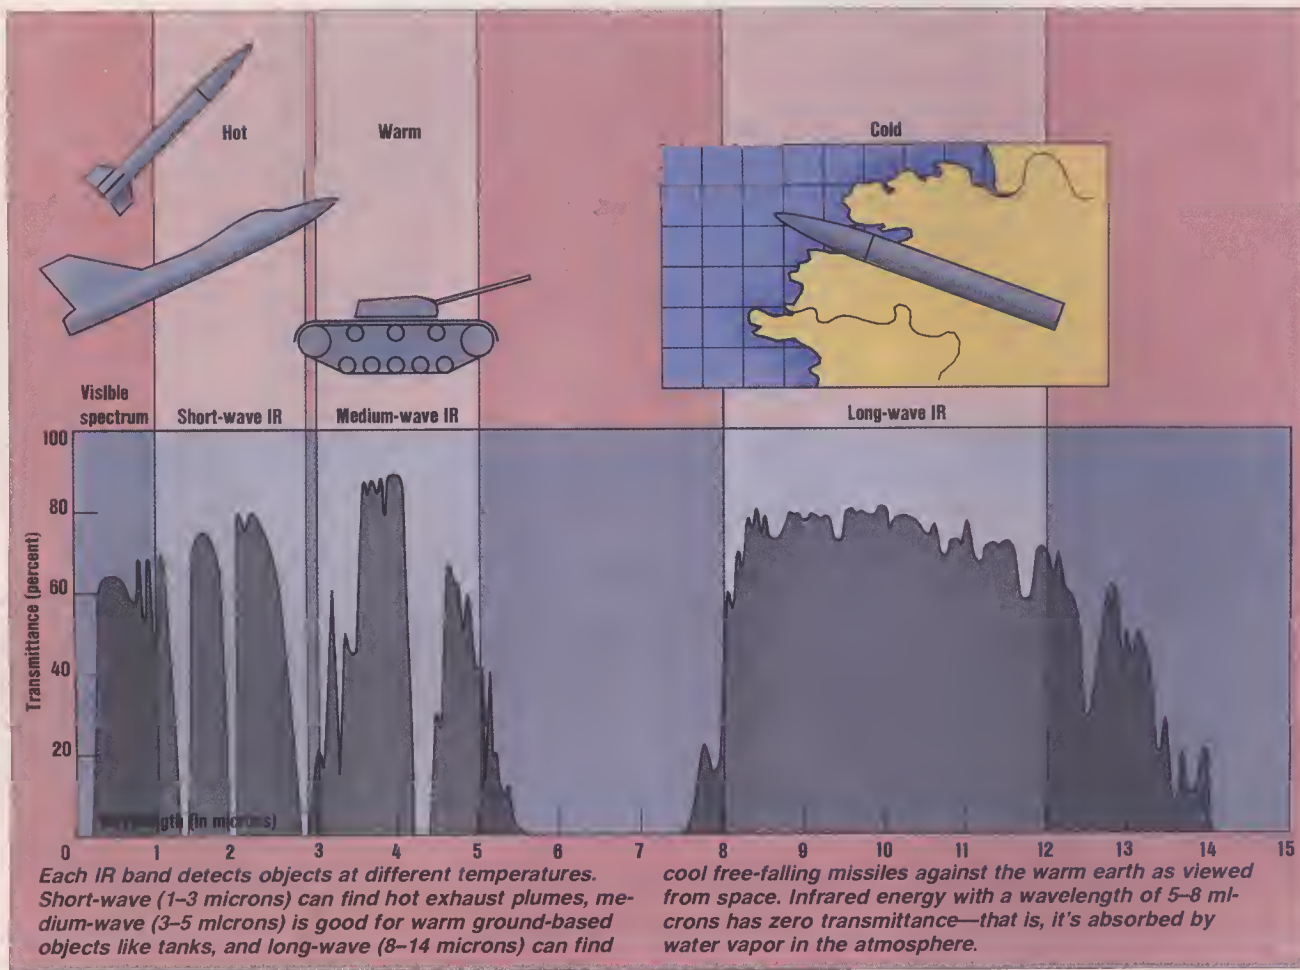 Hot
Warm
Cold
Visible
spectrum
Short-wave IR
Medium-wave IR
Long-wave IR
Transmittance (percent)
100
80
60
40
20
(in microns)
0 1 2 3 4 5 6 7 8 9 10 11 12 13 14 15
Each IR band detects objects at different temperatures.
Short-wave (1–3 microns) can find hot exhaust plumes, me-
dium-wave (3–5 microns) is good for warm ground-based
objects like tanks, and long-wave (8–14 microns) can find
cool free-falling missiles against the warm earth as viewed
from space. Infrared energy with a wavelength of 5–8 mi-
crons has zero transmittance—that is, it's absorbed by
water vapor in the atmosphere.